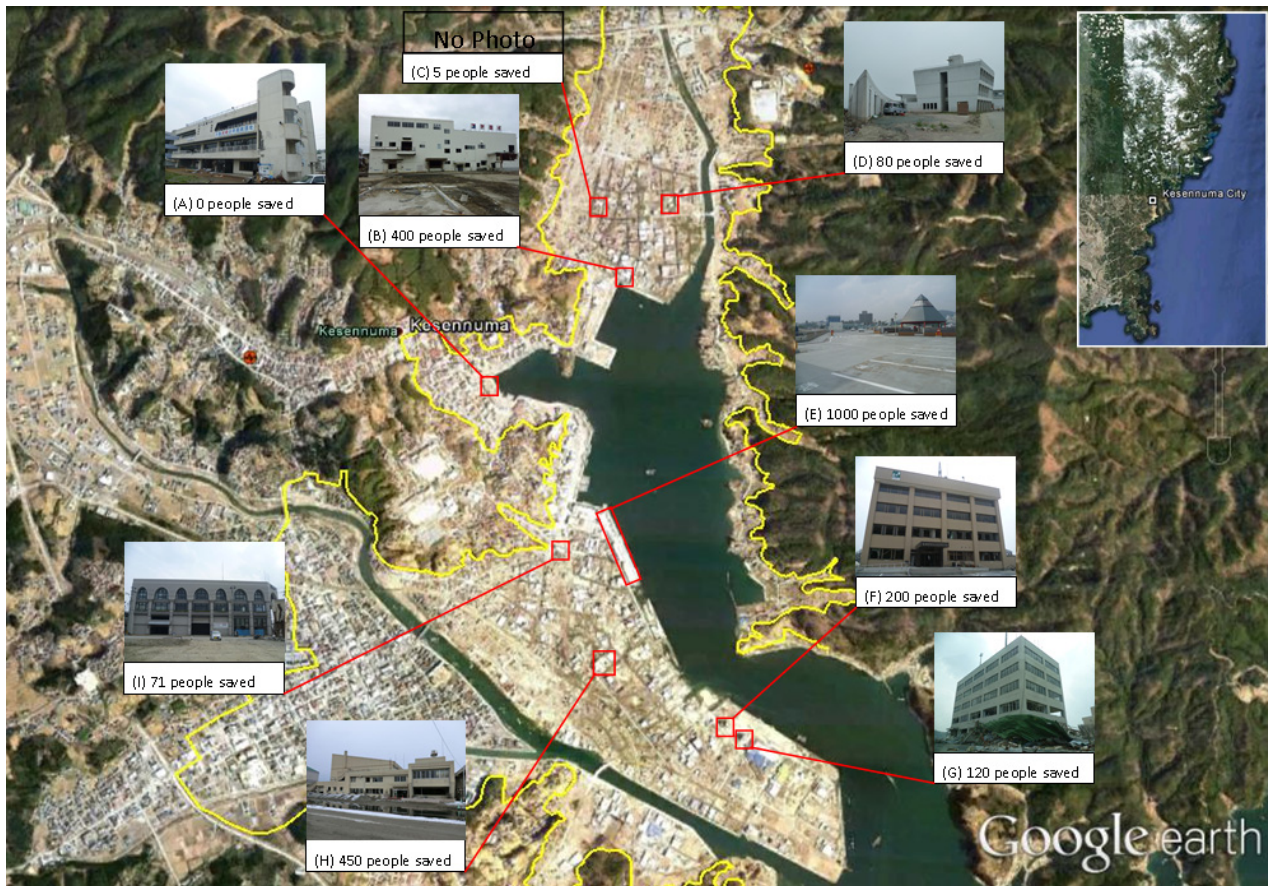 No Photo
(C) 5 people saved
(A) 0 people saved
(B) 400 people saved
(D) 80 people saved
Kesennuma City
Kesennuma
Kesennuma
(E) 1000 people saved
(F) 200 people saved
(I) 71 people saved
(G) 120 people saved
(H) 450 people saved
Google earth